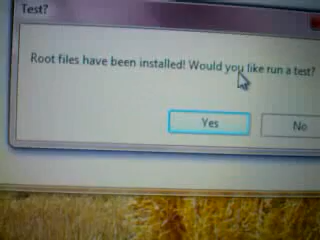 Test?
Root files have been installed! Would you like run a test?
Yes
No